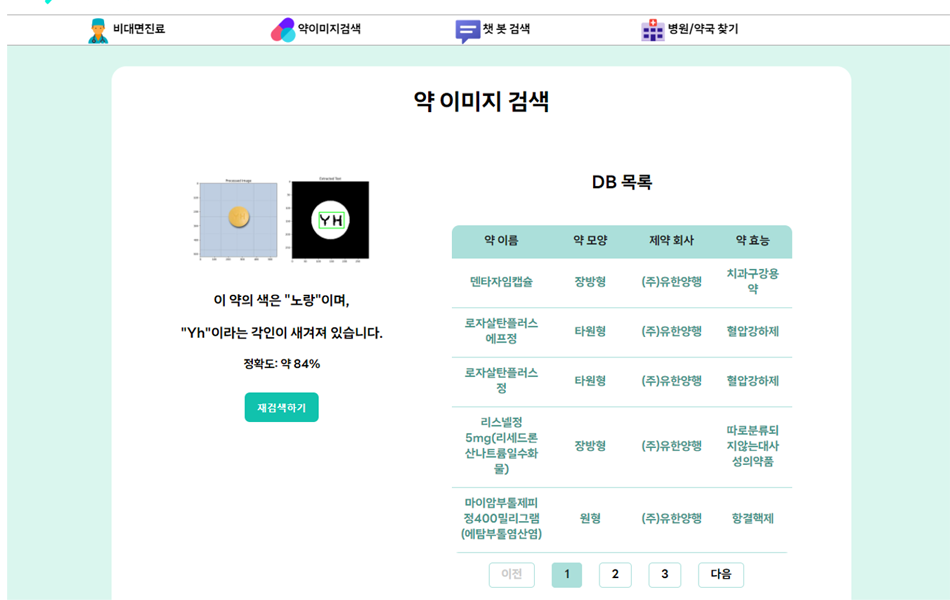 비대면진료
약이미지검색
챗 봇 검색
병원/약국 찾기
약 이미지 검색
Processed Image
Extracted Text
YH
이 약의 색은 "노랑"이며,
"Yh"이라는 각인이 새겨져 있습니다.
정확도: 약 84%
재검색하기
DB 목록
약 이름 약 모양 제약 회사 약 효능
덴타자임캡슐 장방형 (주)유한양행 치과구강용
약
로자살탄플러스
에프정 타원형 (주)유한양행 혈압강하제
로자살탄플러스
정 타원형 (주)유한양행 혈압강하제
리스넬정
5mg(리세드론
산나트륨일수화
물) 장방형 (주)유한양행 따로분류되
지않는대사
성의약품
마이암부톨제피
정400밀리그램
(에탐부톨염산염) 원형 (주)유한양행 항결핵제
이전 1 2 3 다음